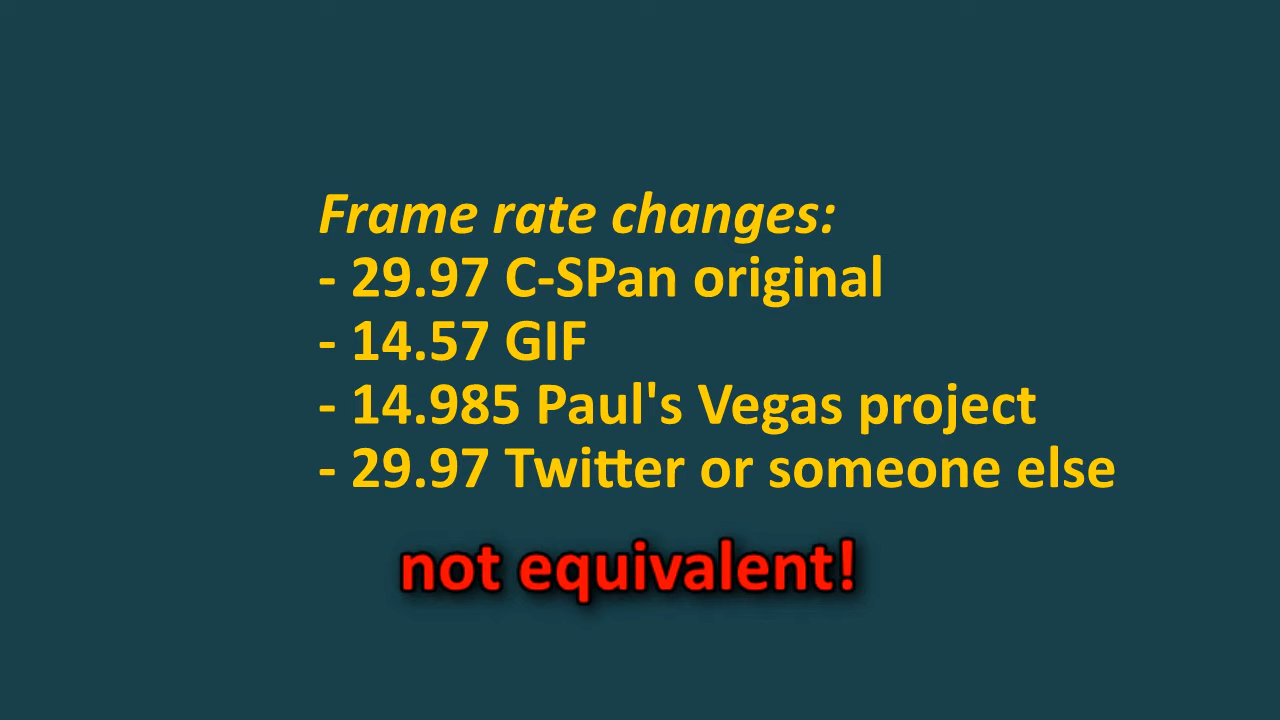 Frame rate changes:
- 29.97 C-SPan original
- 14.57 GIF
- 14.985 Paul's Vegas project
- 29.97 Twitter or someone else
not equivalent!